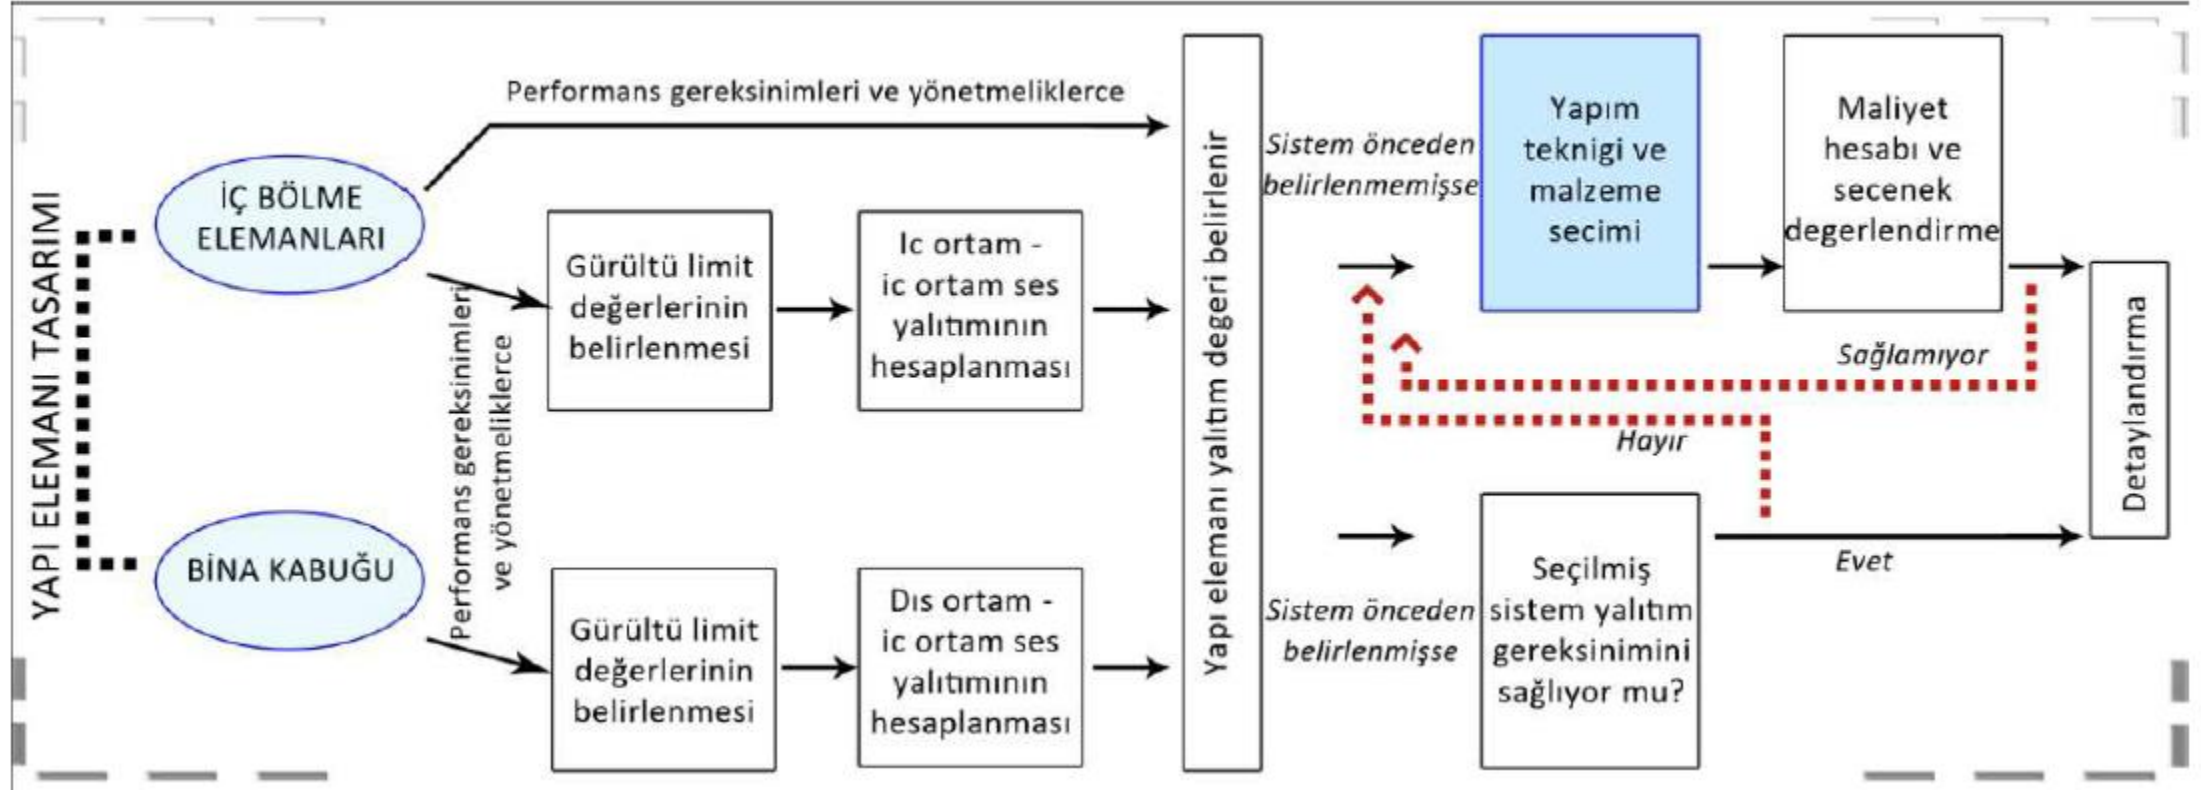 YAPI ELEMANI TASARIMI
İÇ BÖLME
ELEMANLARI
BİNA KABUĞU
Performans gereksinimleri ve yönetmeliklerce
Performans gereksinimleri
ve yönetmeliklerce
Gürültü limit
değerlerinin
belirlenmesi
Ic ortam -
ic ortam ses
yalıtımının
hesaplanması
Gürültü limit
değerlerinin
belirlenmesi
Dıs ortam -
ic ortam ses
yalıtımının
hesaplanması
Yapı elemanı yalıtım degeri belirlenir
Sistem önceden
belirlenmemişse
Yapım
teknigi ve
malzeme
secimi
Maliyet
hesabı ve
secenek
degerlendirme
Sağlamıyor
Hayır
Sistem önceden
belirlenmişse
Seçilmiş
sistem yalıtım
gereksinimini
sağlıyor mu?
Evet
Detaylandırma